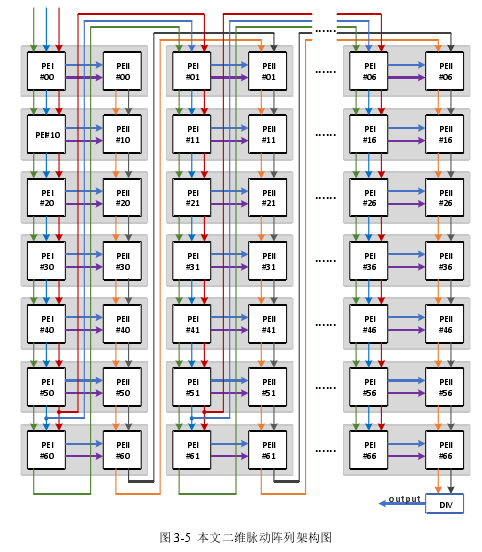 ......
PEI #00 PEII #00 PEI #01 PEII #01 ...... PEI #06 PEII #06
PEI#10 PEII #10 PEI #11 PEII #11 ...... PEI #16 PEII #16
PEI #20 PEII #20 PEI #21 PEII #21 ...... PEI #26 PEII #26
PEI #30 PEII #30 PEI #31 PEII #31 ...... PEI #36 PEII #36
PEI #40 PEII #40 PEI #41 PEII #41 ...... PEI #46 PEII #46
PEI #50 PEII #50 PEI #51 PEII #51 ...... PEI #56 PEII #56
PEI #60 PEII #60 PEI #61 PEII #61 ...... PEI #66 PEII #66
output DIV
图 3-5 本文二维脉动阵列架构图